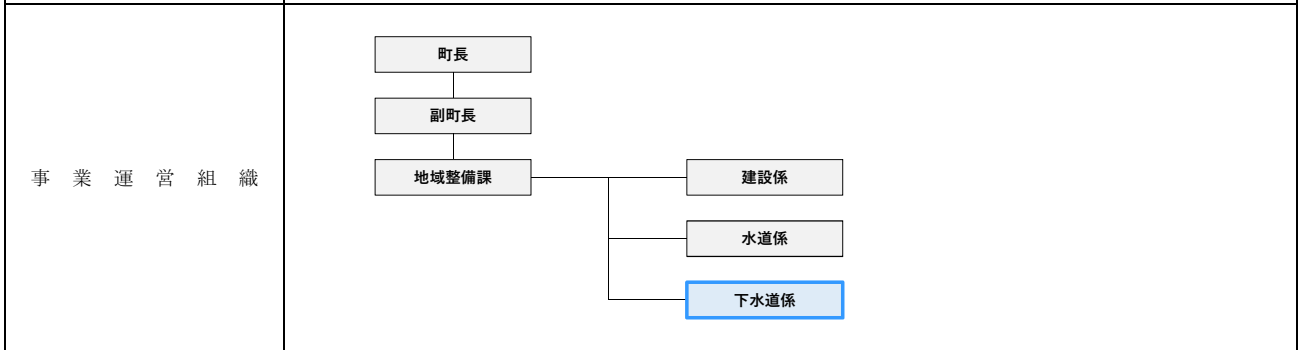 町長
副町長
事業運営組織
地域整備課
建設係
水道係
下水道係